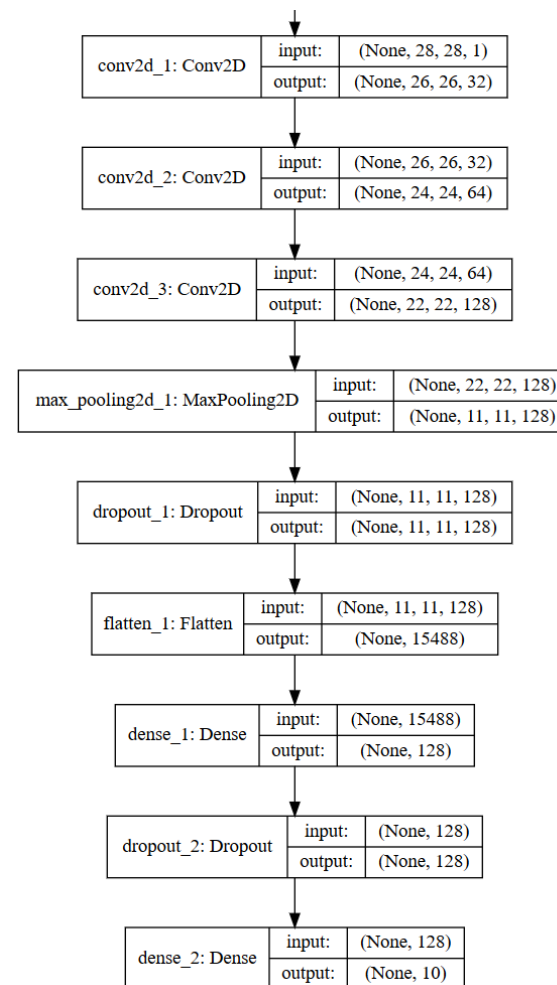 conv2d_1: Conv2D
input:
(None, 28, 28, 1)
output:
(None, 26, 26, 32)
conv2d_2: Conv2D
input:
(None, 26, 26, 32)
output:
(None, 24, 24, 64)
conv2d_3: Conv2D
input:
(None, 24, 24, 64)
output:
(None, 22, 22, 128)
max_pooling2d_1: MaxPooling2D
input:
(None, 22, 22, 128)
output:
(None, 11, 11, 128)
dropout_1: Dropout
input:
(None, 11, 11, 128)
output:
(None, 11, 11, 128)
flatten_1: Flatten
input:
(None, 11, 11, 128)
output:
(None, 15488)
dense_1: Dense
input:
(None, 15488)
output:
(None, 128)
dropout_2: Dropout
input:
(None, 128)
output:
(None, 128)
dense_2: Dense
input:
(None, 128)
output:
(None, 10)